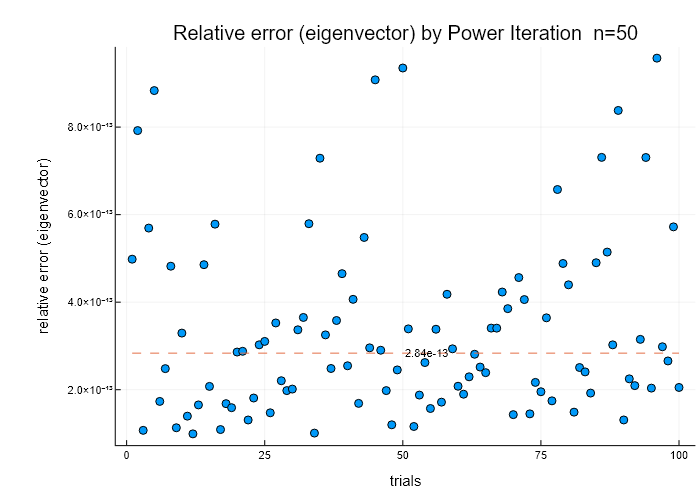 Relative error (eigenvector) by Power Iteration n=50
relative error (eigenvector)
8.0×10⁻¹³
6.0×10⁻¹³
4.0×10⁻¹³
2.84e-13
2.0×10⁻¹³
0 25 50 75 100
trials